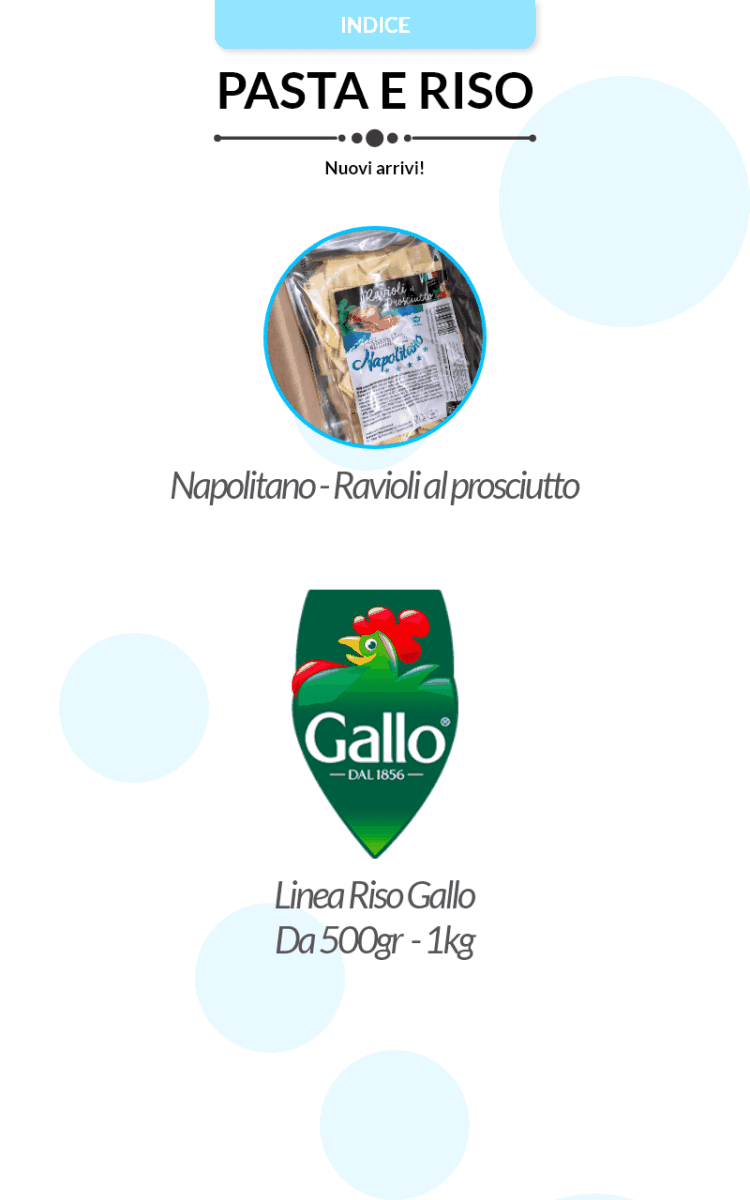 INDICE
PASTA E RISO
Nuovi arrivi!
Ravioli al
Prosciutto
Napolitano
Napolitano - Ravioli al prosciutto
Gallo®
DAL 1856
Linea Riso Gallo
Da 500gr - 1kg